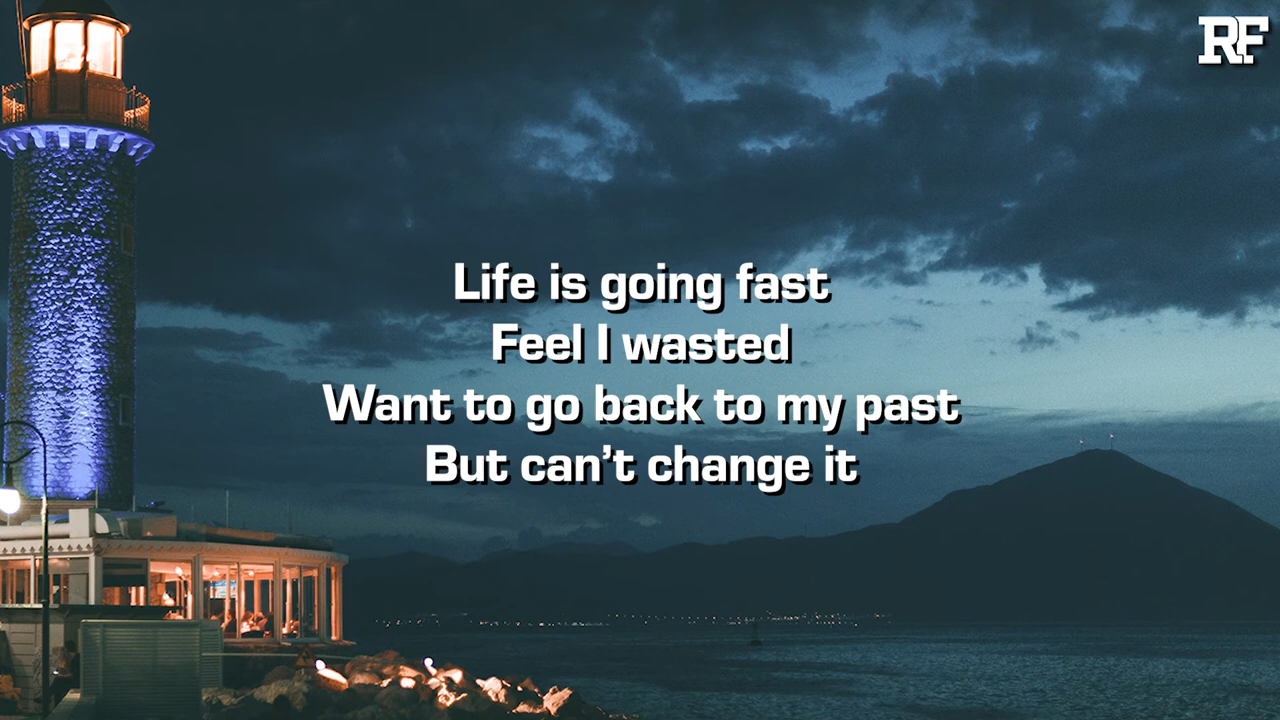 RF
Life is going fast
Feel I wasted
Want to go back to my past
But can’t change it